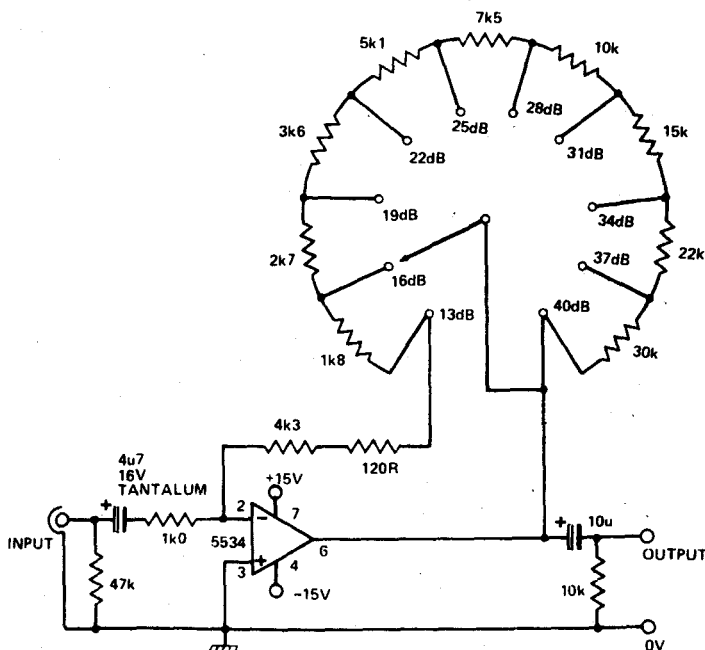 7k5
5k1
10k
3k6
25dB
28dB
22dB
31dB
15k
19dB
34dB
2k7
16dB
37dB
22k
13dB
40dB
1k8
30k
4k3
120R
4u7
16V
TANTALUM
+15V
+
2
–
7
10u
+
INPUT
1k0
5534
6
OUTPUT
+
3
4
47k
–15V
10k
0V